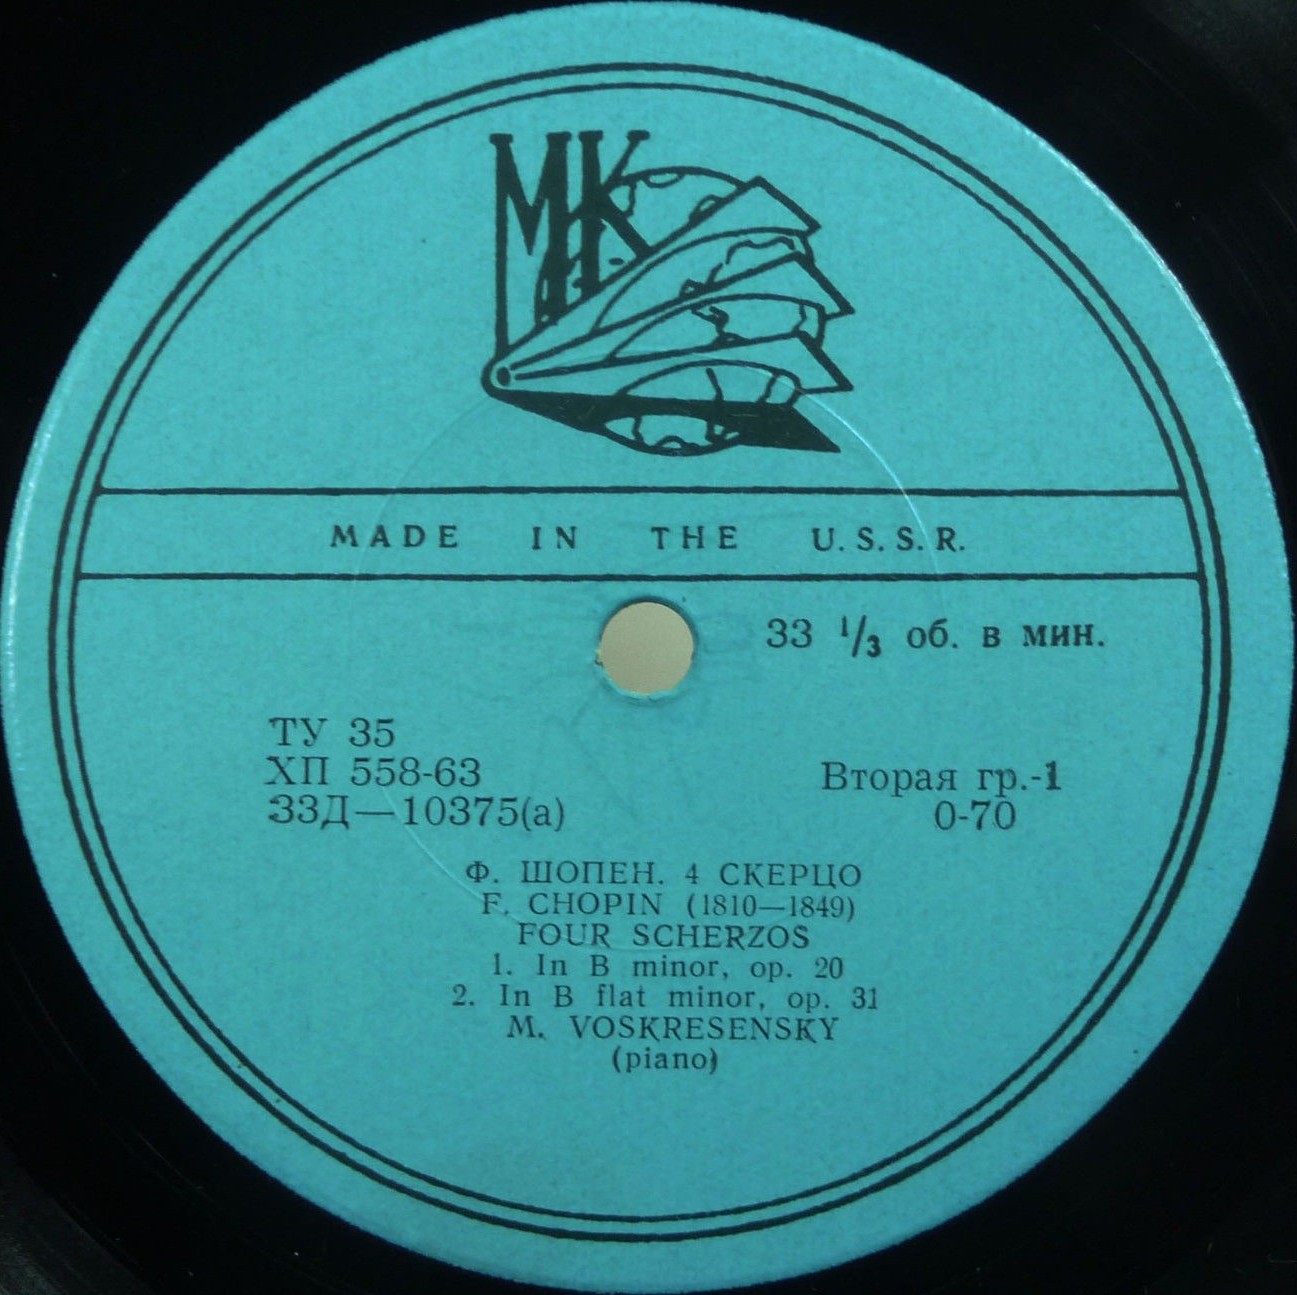 МК
MADE IN THE U.S.S.R.
33 1/3 об. в мин.
ТУ 35
ХП 558-63
33Д—10375(а)
Вторая гр.-1
0-70
Ф. ШОПЕН. 4 СКЕРЦО
F. CHOPIN (1810—1849)
FOUR SCHERZOS
1. In B minor, op. 20
2. In B flat minor, op. 31
M. VOSKRESENSKY
(piano)